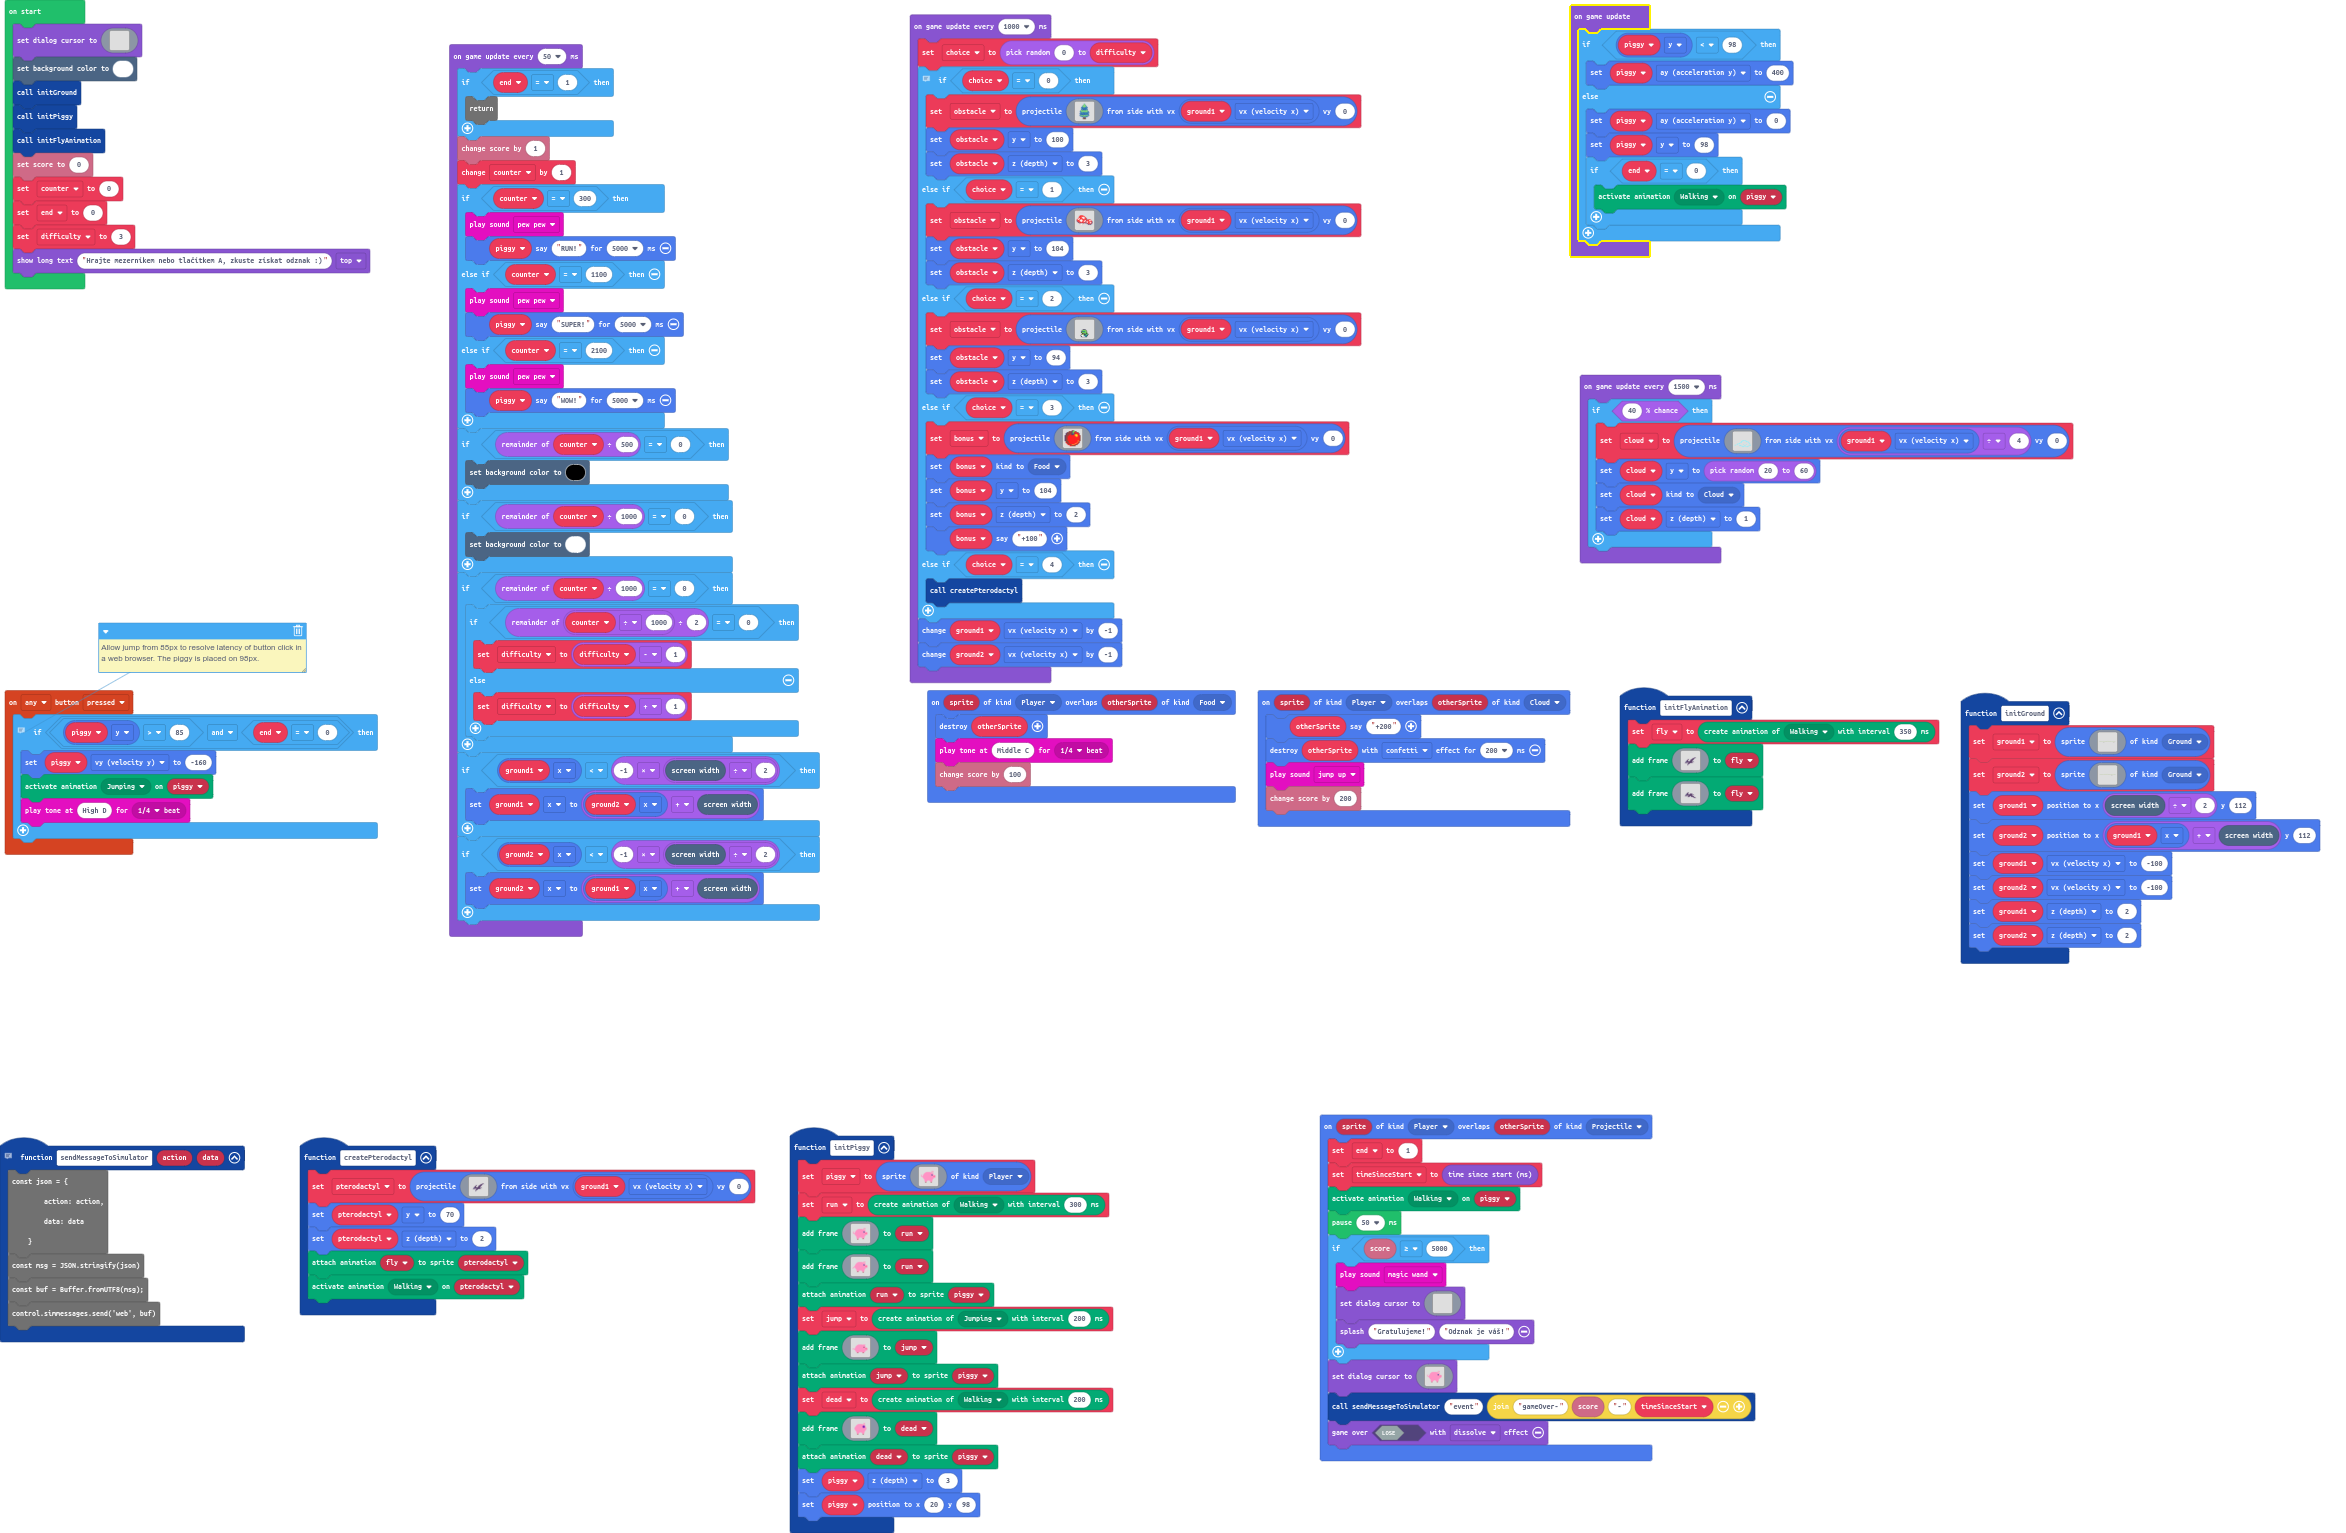 on start
set dialog cursor to
set background color to
call initGround
call initPiggy
call initFlyAnimation
set score to 0
set counter to 0
set end to 0
set difficulty to 3
show long text "Hrajte mezerníkem nebo tlačítkem A, zkuste získat odznak :)" top
on game update every 50 ms
if end = 1 then
return
change score by 1
change counter by 1
if counter = 300 then
play sound pew pew
piggy say "RUN!" for 5000 ms
else if counter = 1100 then
play sound pew pew
piggy say "SUPER!" for 5000 ms
else if counter = 2100 then
play sound pew pew
piggy say "WOW!" for 5000 ms
if remainder of counter ÷ 500 = 0 then
set background color to
if remainder of counter ÷ 1000 = 0 then
set background color to
if remainder of counter ÷ 1000 = 0 then
if remainder of counter ÷ 1000 ÷ 2 = 0 then
set difficulty to difficulty - 1
else
set difficulty to difficulty + 1
if ground1 x < -1 × screen width ÷ 2 then
set ground1 x to ground2 x + screen width
if ground2 x < -1 × screen width ÷ 2 then
set ground2 x to ground1 x + screen width
on game update every 1000 ms
set choice to pick random 0 to difficulty
if choice = 0 then
set obstacle to projectile from side with vx ground1 vx (velocity x) vy 0
set obstacle y to 100
set obstacle z (depth) to 3
else if choice = 1 then
set obstacle to projectile from side with vx ground1 vx (velocity x) vy 0
set obstacle y to 104
set obstacle z (depth) to 3
else if choice = 2 then
set obstacle to projectile from side with vx ground1 vx (velocity x) vy 0
set obstacle y to 94
set obstacle z (depth) to 3
else if choice = 3 then
set bonus to projectile from side with vx ground1 vx (velocity x) vy 0
set bonus kind to Food
set bonus y to 104
set bonus z (depth) to 2
bonus say "+100"
else if choice = 4 then
call createPterodactyl
change ground1 vx (velocity x) by -1
change ground2 vx (velocity x) by -1
on game update
if piggy y < 98 then
set piggy ay (acceleration y) to 400
else
set piggy ay (acceleration y) to 0
set piggy y to 98
if end = 0 then
activate animation Walking on piggy
on game update every 1500 ms
if 40 % chance then
set cloud to projectile from side with vx ground1 vx (velocity x) ÷ 4 vy 0
set cloud y to pick random 20 to 60
set cloud kind to Cloud
set cloud z (depth) to 1
Allow jump from 85px to resolve latency of button click in
a web browser. The piggy is placed on 98px.
on any button pressed
if piggy y > 85 and end = 0 then
set piggy vy (velocity y) to -160
activate animation Jumping on piggy
play tone at High D for 1/4 beat
on sprite of kind Player overlaps otherSprite of kind Food
destroy otherSprite
play tone at Middle C for 1/4 beat
change score by 100
on sprite of kind Player overlaps otherSprite of kind Cloud
otherSprite say "+200"
destroy otherSprite with confetti effect for 200 ms
play sound jump up
change score by 200
function initFlyAnimation
set fly to create animation of Walking with interval 350 ms
add frame to fly
add frame to fly
function initGround
set ground1 to sprite of kind Ground
set ground2 to sprite of kind Ground
set ground1 position to x screen width ÷ 2 y 112
set ground2 position to x ground1 x + screen width y 112
set ground1 vx (velocity x) to -100
set ground2 vx (velocity x) to -100
set ground1 z (depth) to 2
set ground2 z (depth) to 2
function sendMessageToSimulator action data
const json = {
action: action,
data: data
}
const msg = JSON.stringify(json)
const buf = Buffer.fromUTF8(msg);
control.simmessages.send('web', buf)
function createPterodactyl
set pterodactyl to projectile from side with vx ground1 vx (velocity x) vy 0
set pterodactyl y to 70
set pterodactyl z (depth) to 2
attach animation fly to sprite pterodactyl
activate animation Walking on pterodactyl
function initPiggy
set piggy to sprite of kind Player
set run to create animation of Walking with interval 300 ms
add frame to run
add frame to run
attach animation run to sprite piggy
set jump to create animation of Jumping with interval 200 ms
add frame to jump
attach animation jump to sprite piggy
set dead to create animation of Walking with interval 200 ms
add frame to dead
attach animation dead to sprite piggy
set piggy z (depth) to 3
set piggy position to x 20 y 98
on sprite of kind Player overlaps otherSprite of kind Projectile
set end to 1
set timeSinceStart to time since start (ms)
activate animation Walking on piggy
pause 50 ms
if score ≥ 5000 then
play sound magic wand
set dialog cursor to
splash "Gratulujeme!" "Odznak je váš!"
set dialog cursor to
call sendMessageToSimulator "event" join "gameOver-" score "-" timeSinceStart
game over LOSE with dissolve effect